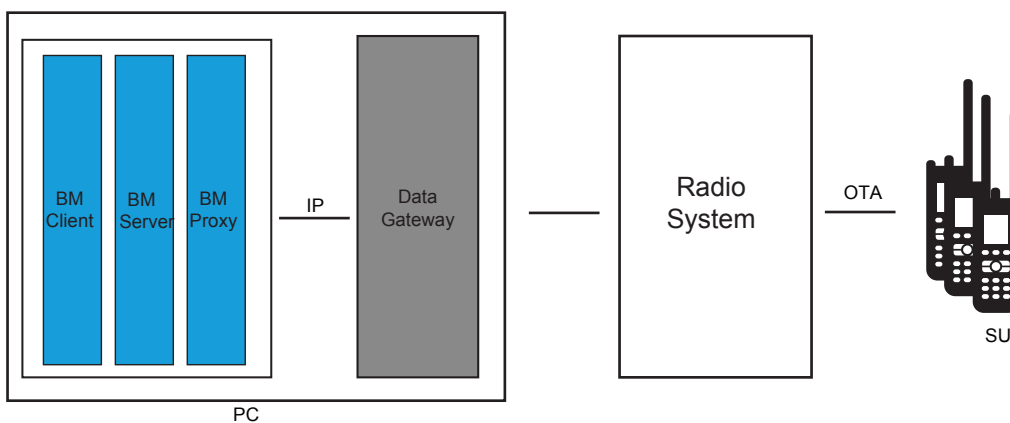 BM
Client
BM
Server
BM
Proxy
IP
Data
Gateway
Radio
System
OTA
SU
PC